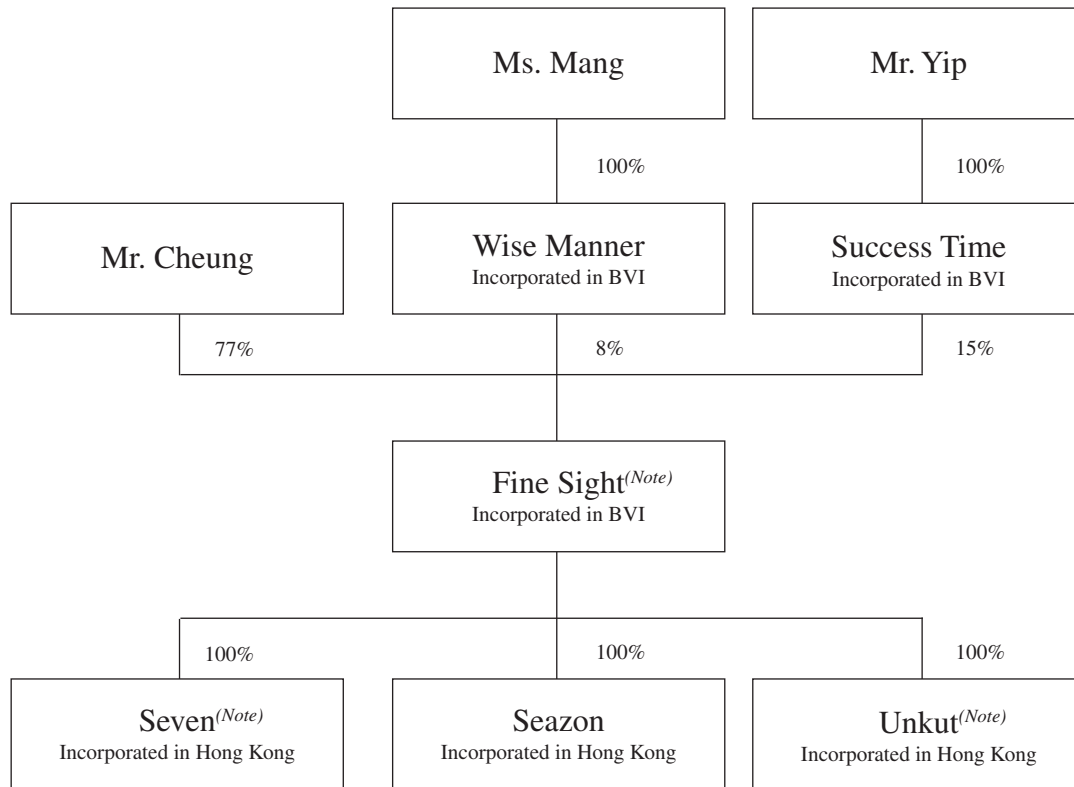 Ms. Mang
Mr. Yip
100%
100%
Mr. Cheung
Wise Manner
Incorporated in BVI
Success Time
Incorporated in BVI
77%
8%
15%
Fine Sight(Note)
Incorporated in BVI
100%
100%
100%
Seven(Note)
Incorporated in Hong Kong
Seazon
Incorporated in Hong Kong
Unkut(Note)
Incorporated in Hong Kong